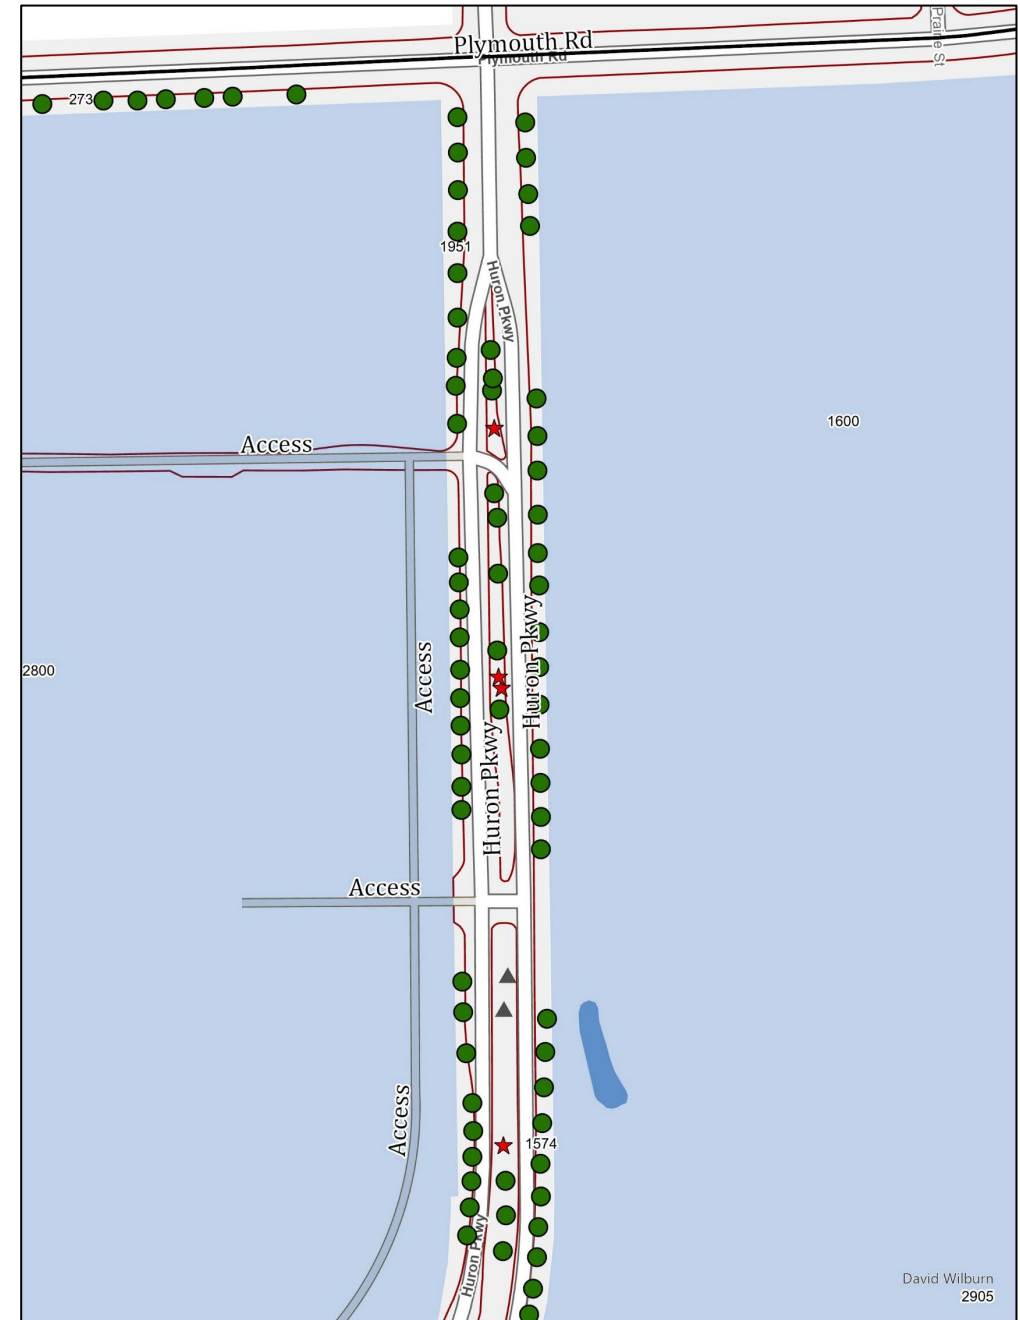 Prairie St
Plymouth Rd
Plymouth Rd
273
1951
Huron Pkwy
1600
Access
2800
Access
Huron Pkwy
Huron Pkwy
Access
Access
1574
Huron Pkwy
David Wilburn
2905